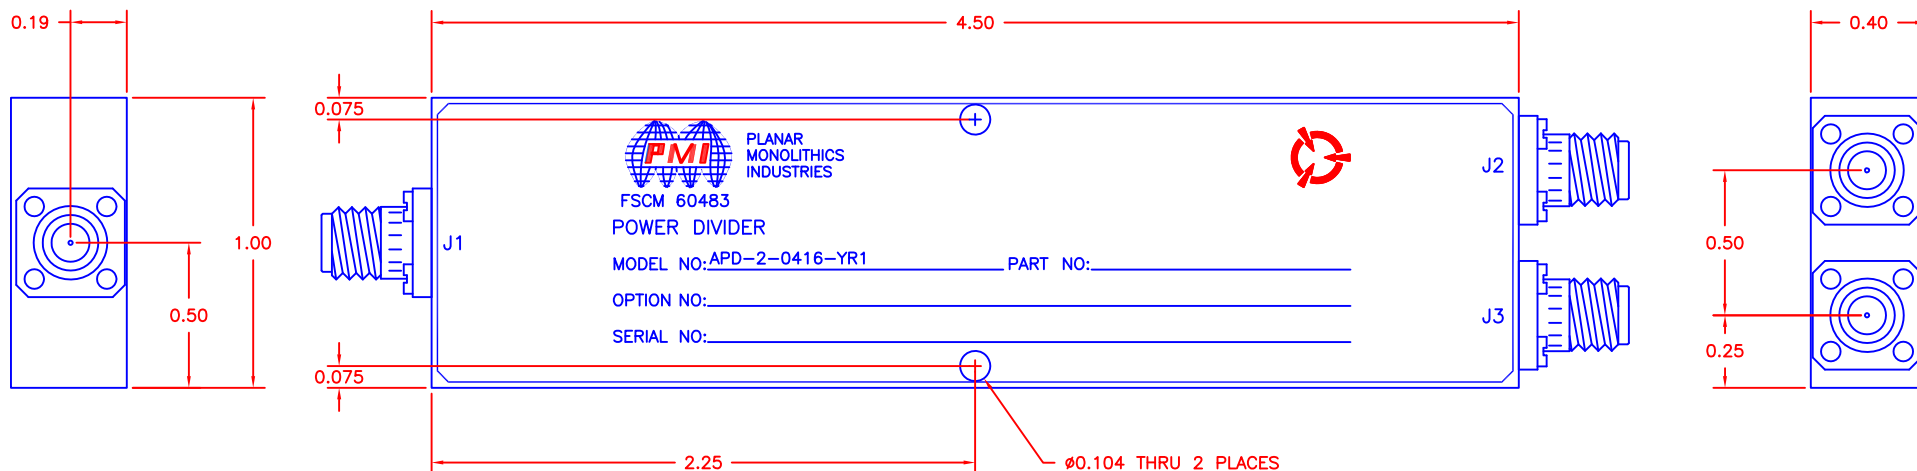 0.19
4.50
0.40
0.075
PMI
PLANAR
MONOLITHICS
INDUSTRIES
FSCM 60483
POWER DIVIDER
J1
J2
MODEL NO: APD-2-0416-YR1 PART NO:
OPTION NO:
SERIAL NO:
J3
1.00
0.50
0.50
0.25
0.075
2.25
ø0.104 THRU 2 PLACES